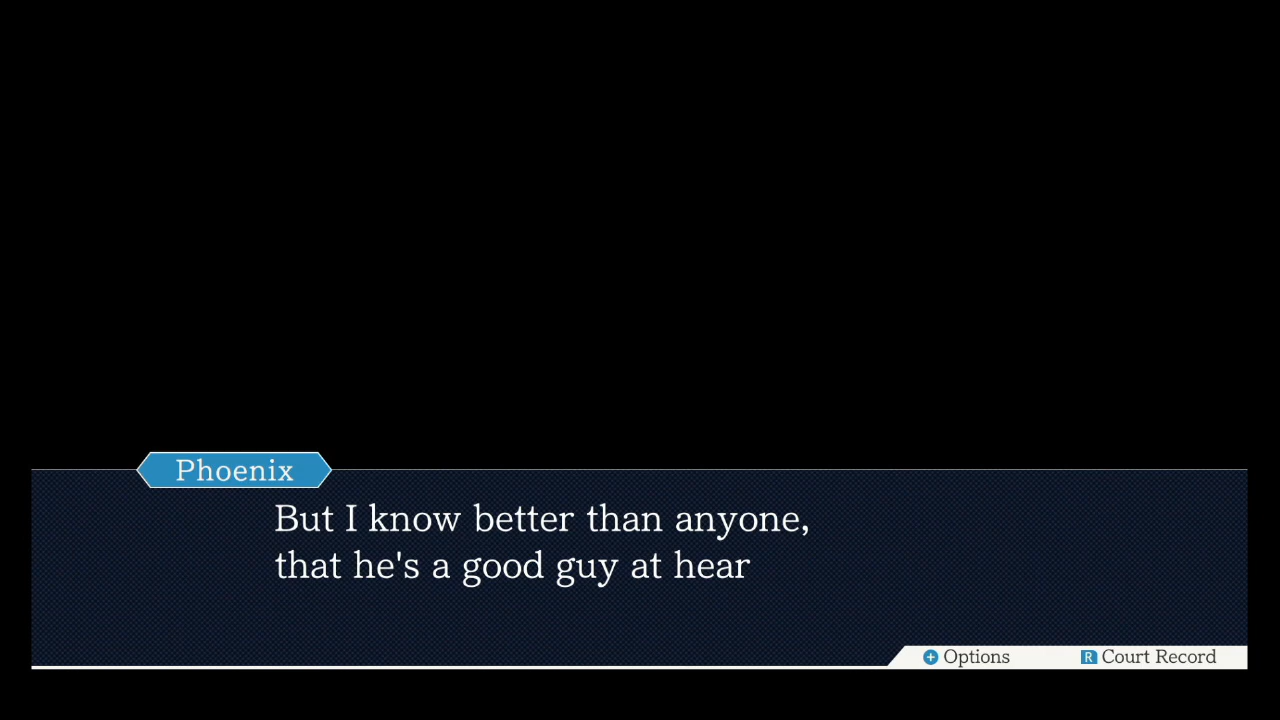 Phoenix
But I know better than anyone,
that he's a good guy at hear
+ Options
R Court Record